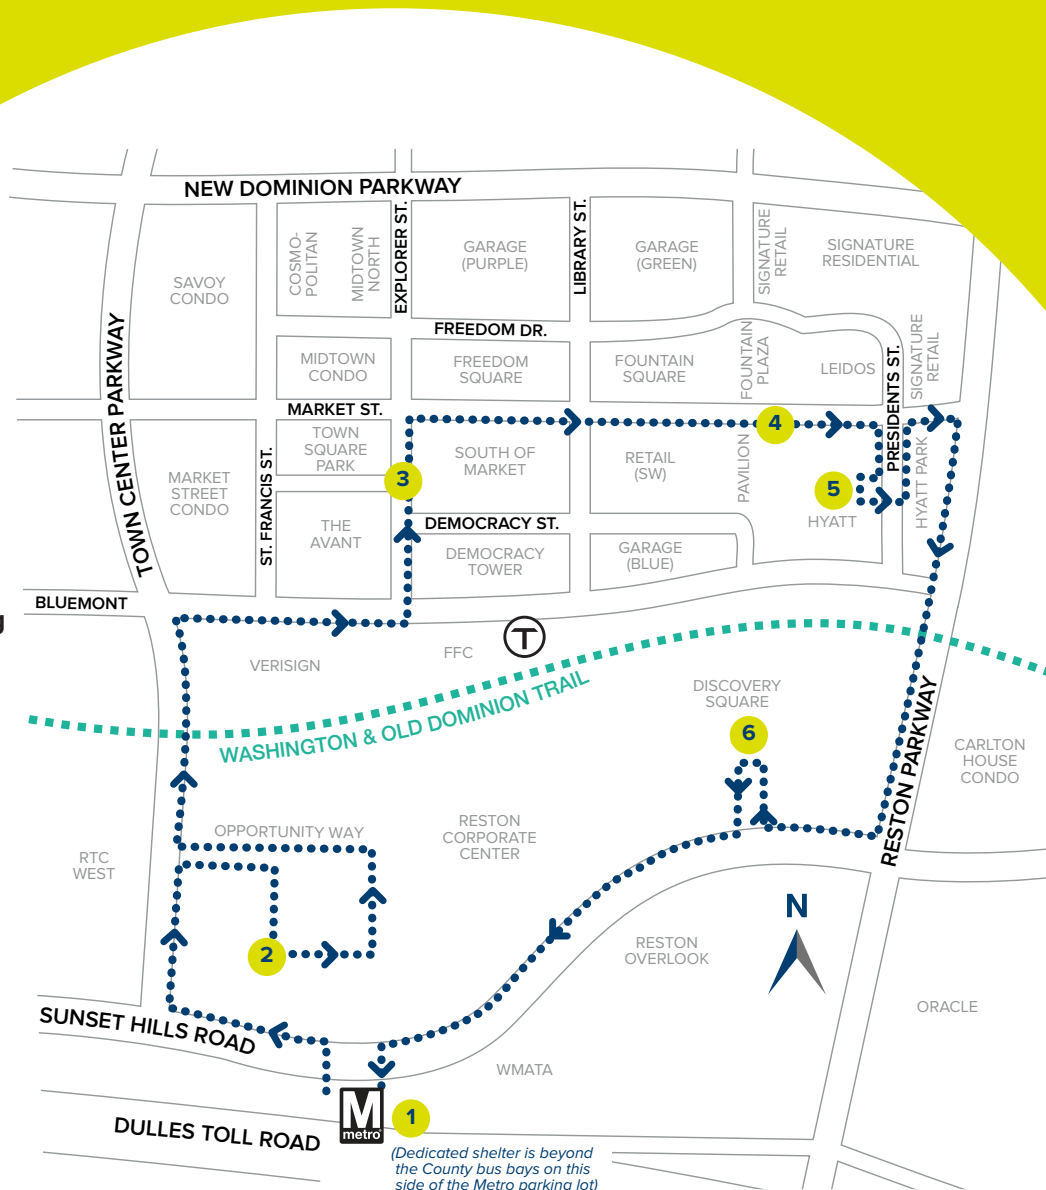 NEW DOMINION PARKWAY
COSMO-
POLITAN
MIDTOWN
NORTH
EXPLORER ST.
GARAGE
(PURPLE)
LIBRARY ST.
GARAGE
(GREEN)
SIGNATURE
RETAIL
SIGNATURE
RESIDENTIAL
SAVOY
CONDO
FREEDOM DR.
TOWN CENTER PARKWAY
MIDTOWN
CONDO
FREEDOM
SQUARE
FOUNTAIN
SQUARE
FOUNTAIN
PLAZA
LEIDOS
PRESIDENTS ST.
SIGNATURE
RETAIL
MARKET ST.
TOWN
SQUARE
PARK
4
MARKET
STREET
CONDO
ST. FRANCIS ST.
3
SOUTH OF
MARKET
RETAIL
(SW)
PAVILION
5
HYATT
HYATT PARK
THE
AVANT
DEMOCRACY ST.
DEMOCRACY
TOWER
GARAGE
(BLUE)
BLUEMONT
g
T
VERISIGN
FFC
WASHINGTON & OLD DOMINION TRAIL
DISCOVERY
SQUARE
6
RESTON PARKWAY
CARLTON
HOUSE
CONDO
OPPORTUNITY WAY
RESTON
CORPORATE
CENTER
RTC
WEST
N
2
RESTON
OVERLOOK
ORACLE
SUNSET HILLS ROAD
WMATA
M
metro
1
DULLES TOLL ROAD
(Dedicated shelter is beyond
the County bus bays on this
side of the Metro parking lot)